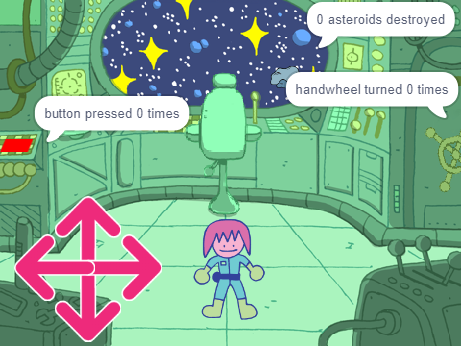 0 asteroids destroyed
handwheel turned 0 times
button pressed 0 times